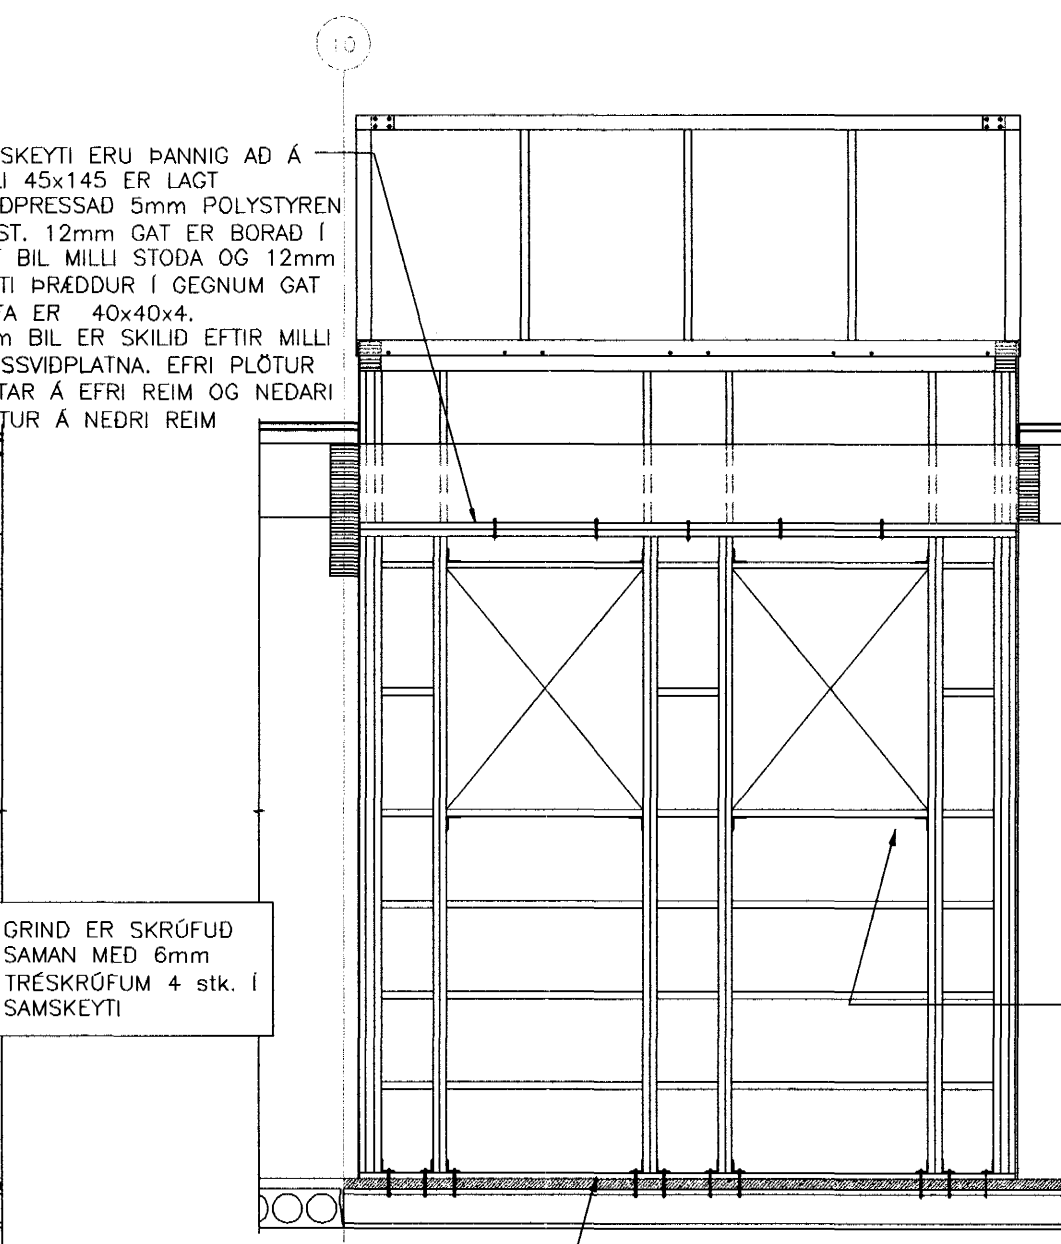 10
SKEYTI ERU ÞANNIG AÐ Á
LI 45x145 ER LAGT
ÐPRESSAÐ 5mm POLYSTYREN
ST. 12mm GAT ER BORAÐ Í
T BIL MILLI STOÐA OG 12mm
TI ÞRÆDDUR Í GEGNUM GAT
FA ER 40x40x4.
m BIL ER SKILIÐ EFTIR MILLI
SSVIÐPLATNA. EFRI PLÖTUR
TAR Á EFRI REIM OG NEÐARI
TUR Á NEÐRI REIM
GRIND ER SKRÚFUÐ
SAMAN MEÐ 6mm
TRÉSKRÚFUM 4 stk. Í
SAMSKEYTI